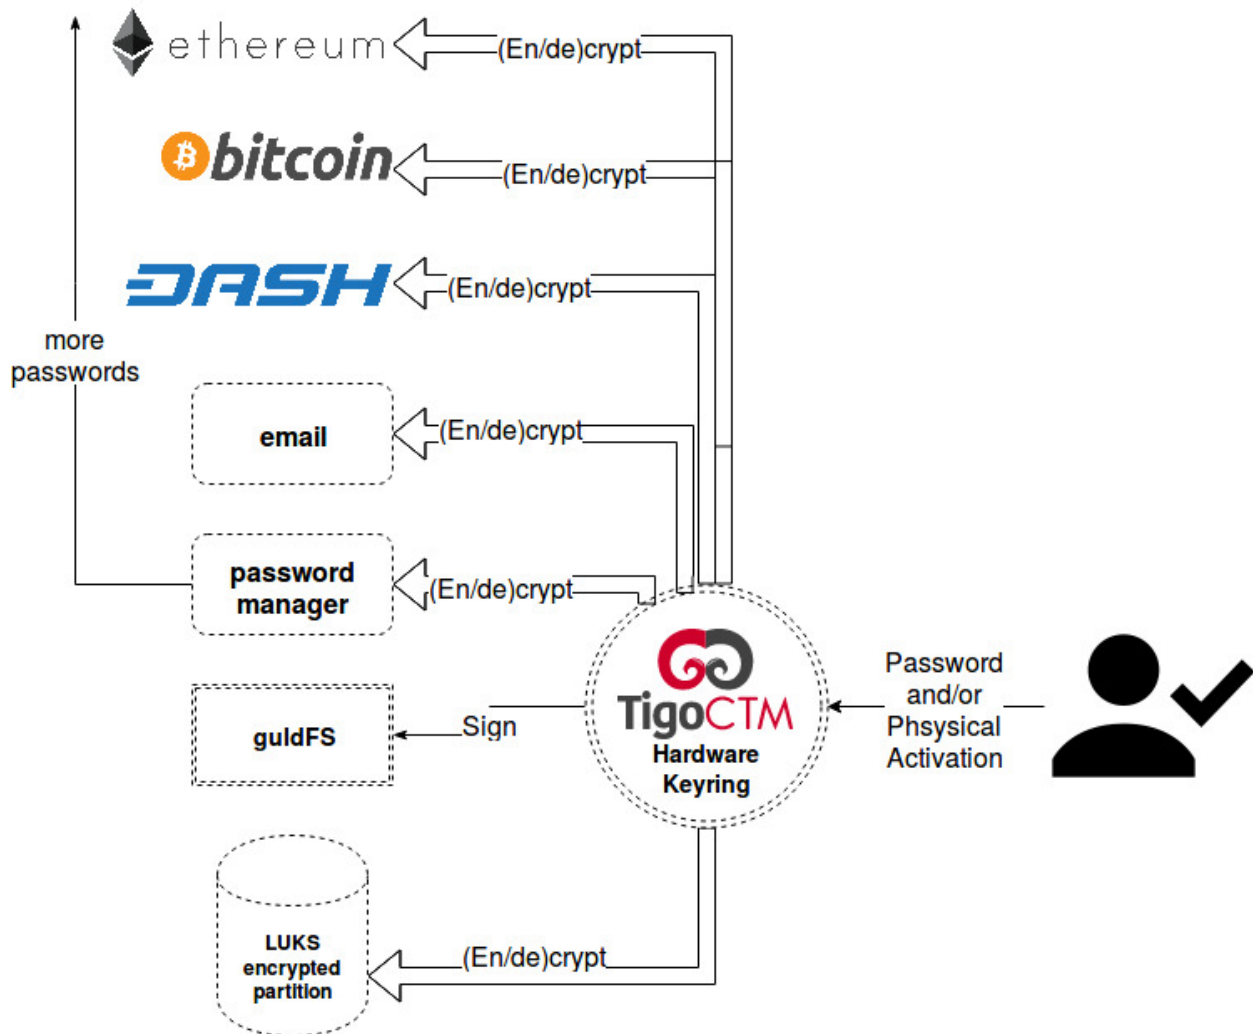 ethereum
(En/de)crypt
bitcoin
(En/de)crypt
DASH
(En/de)crypt
more
passwords
email
(En/de)crypt
password
manager
(En/de)crypt
guldFS
Sign
TigoCTM
Hardware
Keyring
Password
and/or
Phsysical
Activation
LUKS
encrypted
partition
(En/de)crypt